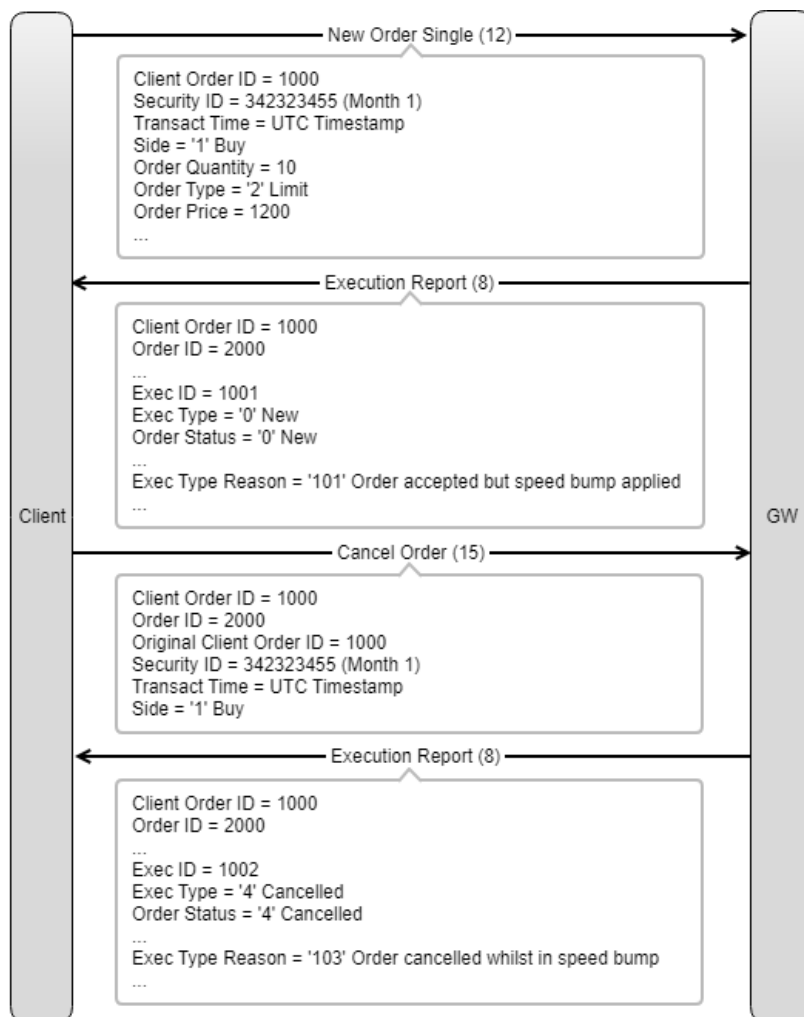 New Order Single (12)
Client Order ID = 1000
Security ID = 342323455 (Month 1)
Transact Time = UTC Timestamp
Side = '1' Buy
Order Quantity = 10
Order Type = '2' Limit
Order Price = 1200
...
Execution Report (8)
Client Order ID = 1000
Order ID = 2000
...
Exec ID = 1001
Exec Type = '0' New
Order Status = '0' New
...
Exec Type Reason = '101' Order accepted but speed bump applied
...
Client
GW
Cancel Order (15)
Client Order ID = 1000
Order ID = 2000
Original Client Order ID = 1000
Security ID = 342323455 (Month 1)
Transact Time = UTC Timestamp
Side = '1' Buy
Execution Report (8)
Client Order ID = 1000
Order ID = 2000
...
Exec ID = 1002
Exec Type = '4' Cancelled
Order Status = '4' Cancelled
...
Exec Type Reason = '103' Order cancelled whilst in speed bump
...